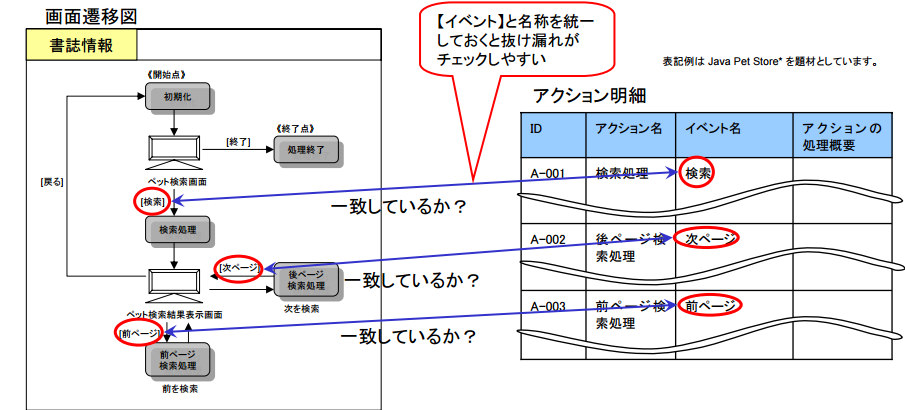 画面遷移図
書誌情報
《開始点》
初期化
[終了]
《終了点》
処理終了
[戻る]
ペット検索画面
[検索]
検索処理
[次ページ]
後ページ
検索処理
次を検索
ペット検索結果表示画面
[前ページ]
前ページ
検索処理
前を検索
【イベント】と名称を統一
しておくと抜け漏れが
チェックしやすい
一致しているか？
一致しているか？
一致しているか？
表記例は Java Pet Store* を題材としています。
アクション明細
ID アクション名 イベント名 アクションの
処理概要
A-001 検索処理 検索
A-002 後ページ検 次ページ
索処理
A-003 前ページ検 前ページ
索処理